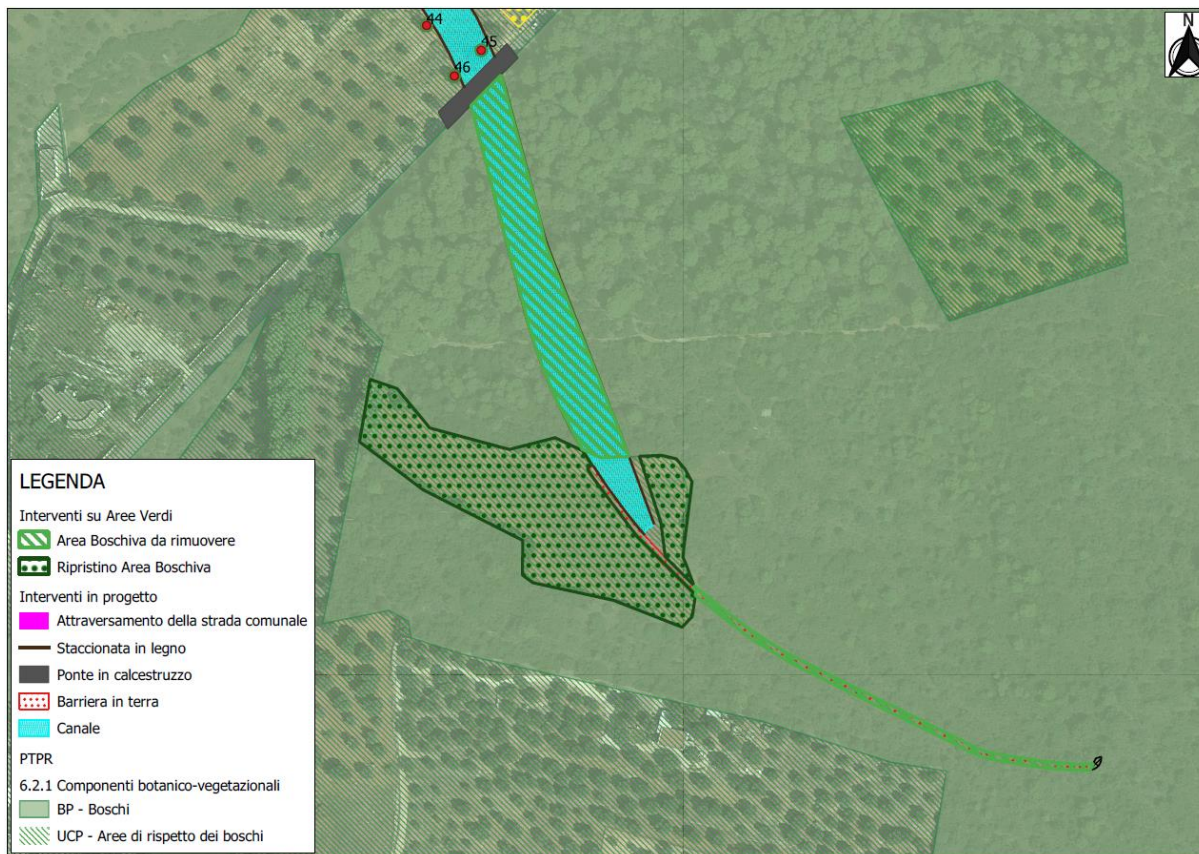 44
45
46
N
LEGENDA
Interventi su Aree Verdi
Area Boschiva da rimuovere
Ripristino Area Boschiva
Interventi in progetto
Attraversamento della strada comunale
Staccionata in legno
Ponte in calcestruzzo
Barriera in terra
Canale
PTPR
6.2.1 Componenti botanico-vegetazionali
BP - Boschi
UCP - Aree di rispetto dei boschi